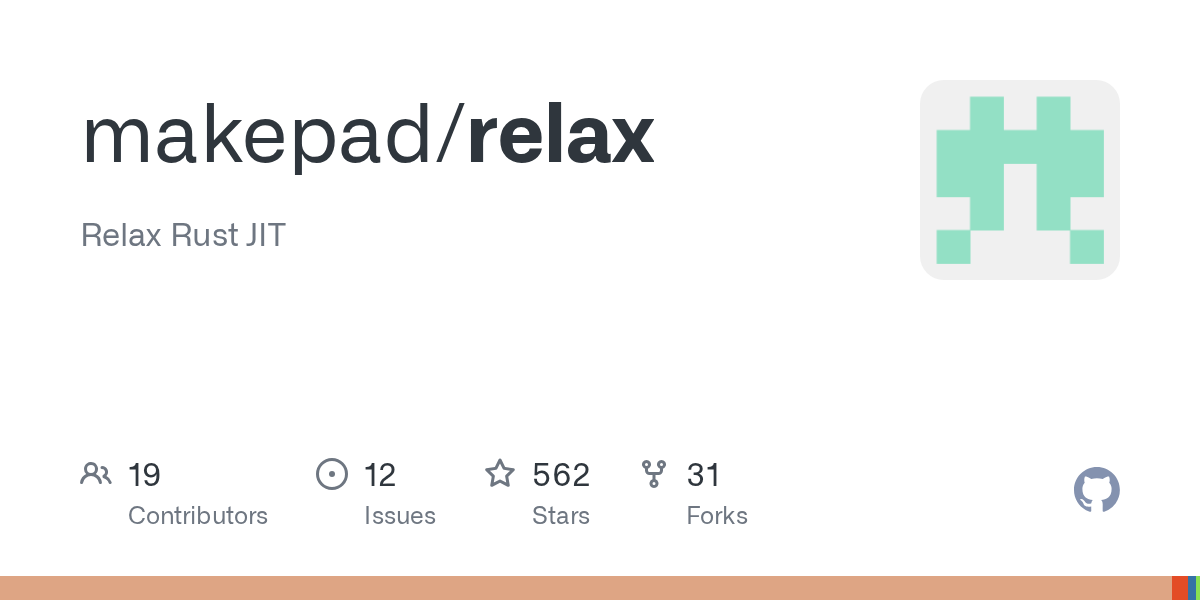 makepad/relax
Relax Rust JIT
19
Contributors
12
Issues
562
Stars
31
Forks